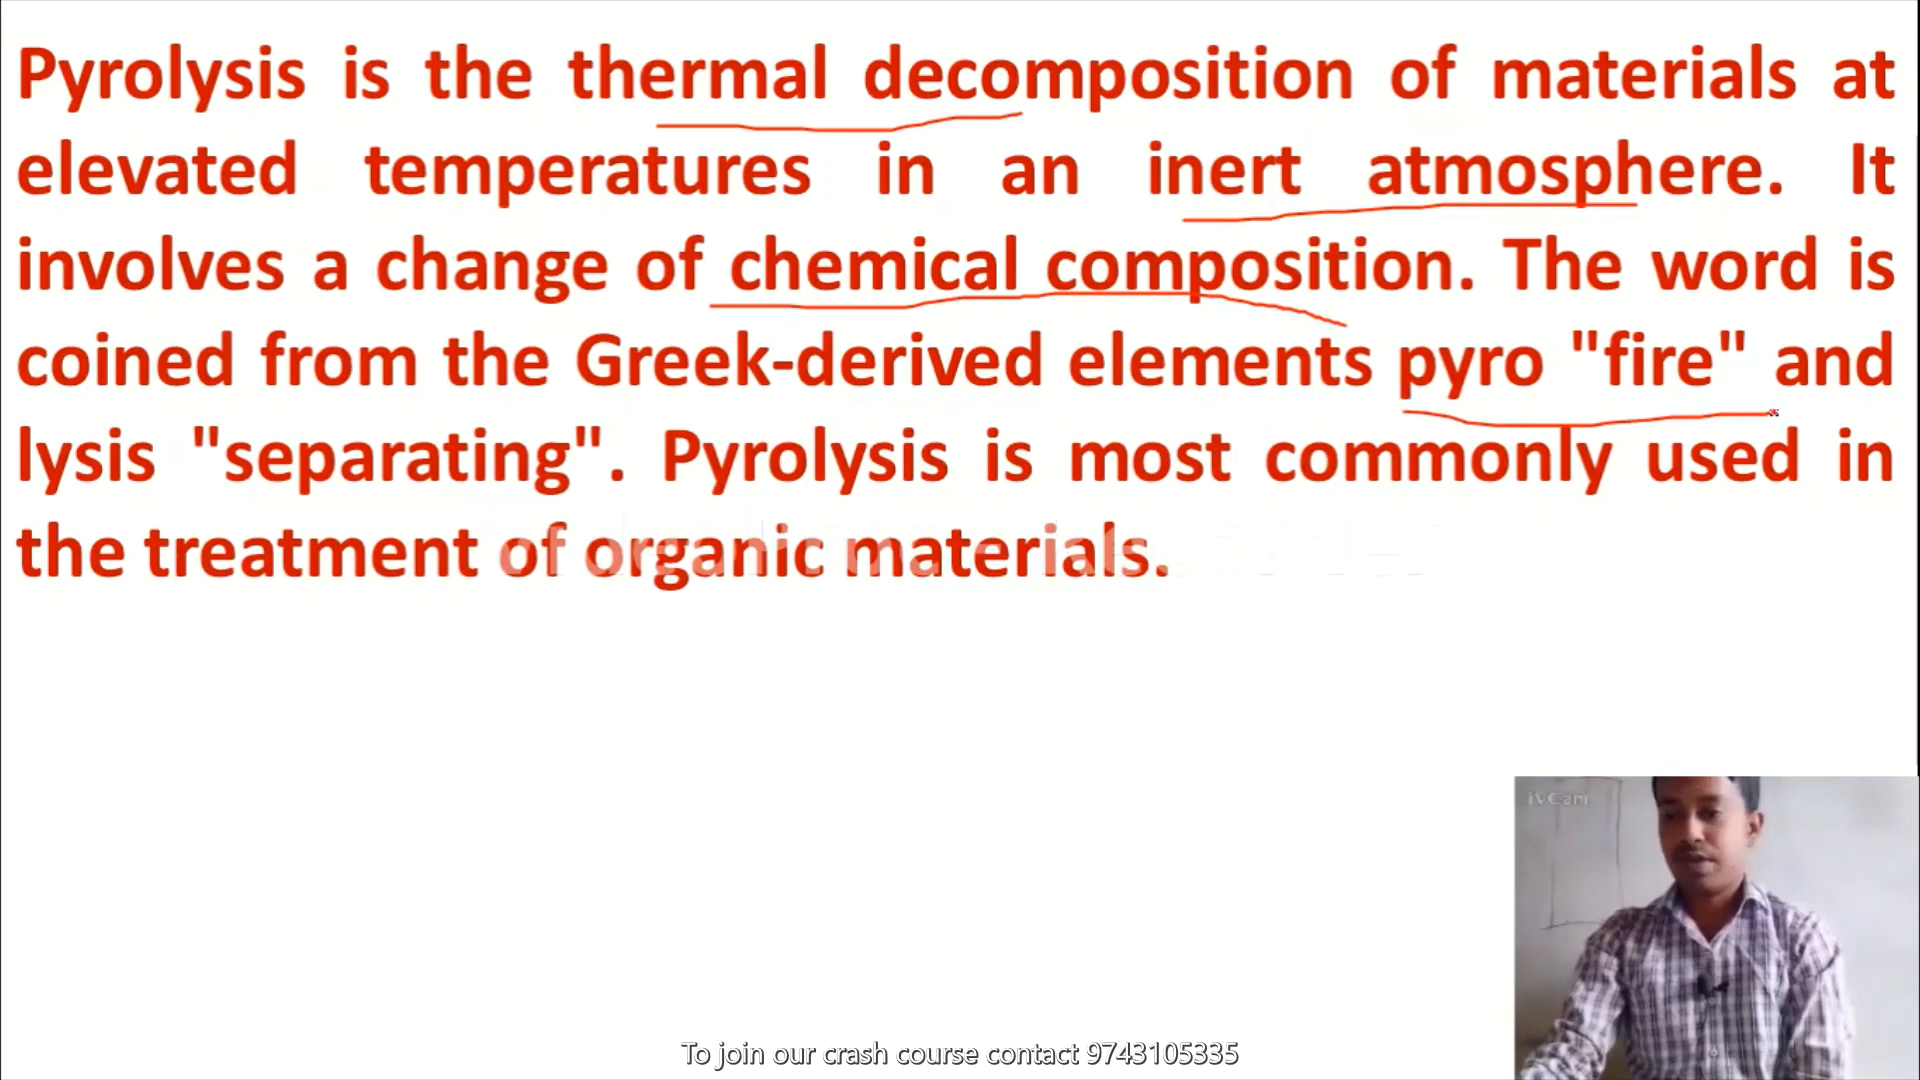 Pyrolysis is the thermal decomposition of materials at
elevated temperatures in an inert atmosphere. It
involves a change of chemical composition. The word is
coined from the Greek-derived elements pyro "fire" and
lysis "separating". Pyrolysis is most commonly used in
the treatment of organic materials.
iVCam
To join our crash course contact 9743105335